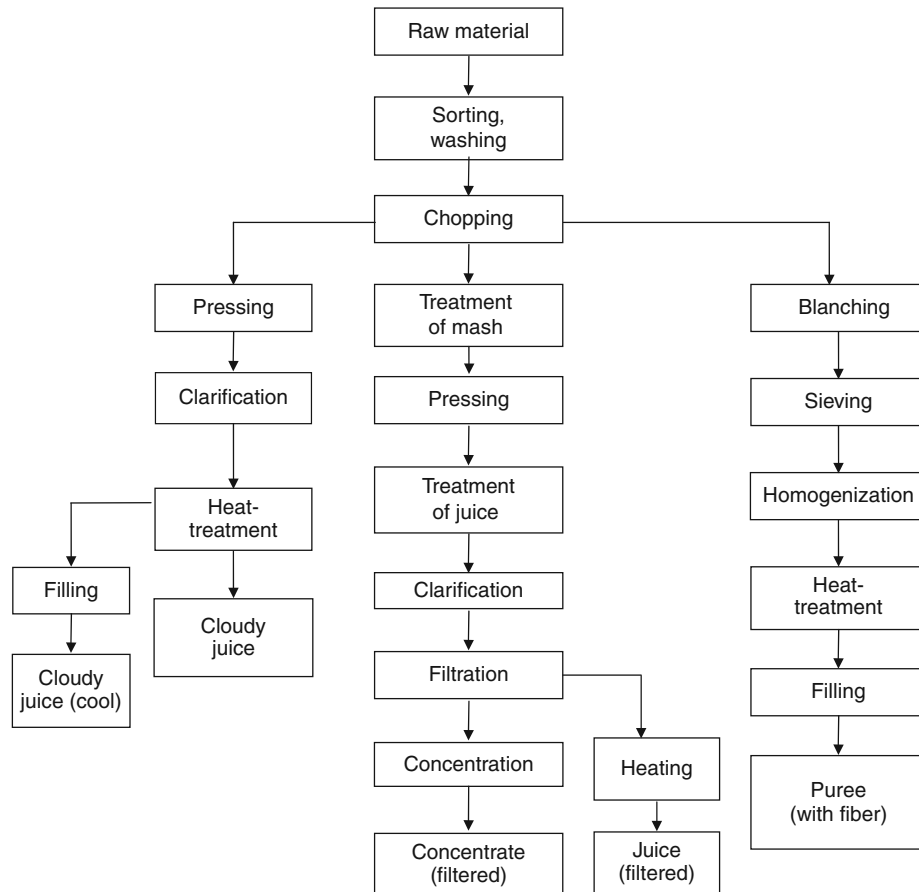 Raw material
Sorting,
washing
Chopping
Pressing
Treatment
of mash
Blanching
Clarification
Pressing
Sieving
Heat-
treatment
Treatment
of juice
Homogenization
Filling
Cloudy
juice
Clarification
Heat-
treatment
Cloudy
juice (cool)
Filtration
Filling
Concentration
Heating
Puree
(with fiber)
Concentrate
(filtered)
Juice
(filtered)